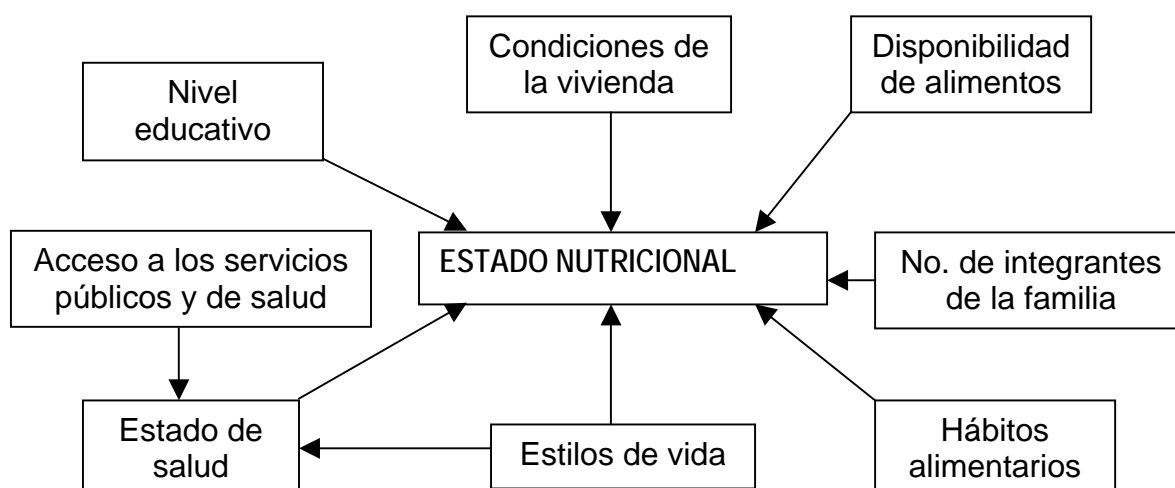 Condiciones de
la vivienda
Disponibilidad
de alimentos
Nivel
educativo
Acceso a los servicios
públicos y de salud
ESTADO NUTRICIONAL
No. de integrantes
de la familia
Estado de
salud
Estilos de vida
Hábitos
alimentarios